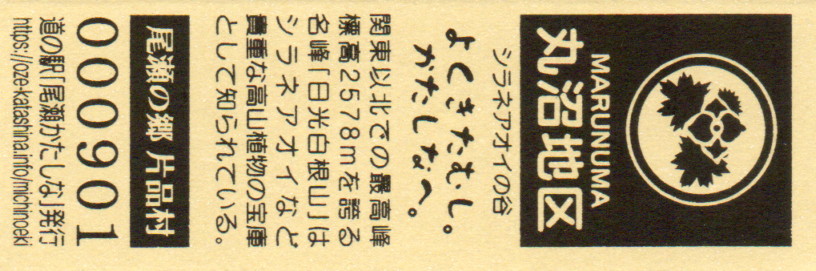 MARUNUMA
丸沼地区
シラネアオイの谷
よくきたむし。
かたしなへ。
関東以北での最高峰
標高2578mを誇る
名峰「日光白根山」は
シラネアオイなど
貴重な高山植物の宝庫
として知られている。
尾瀬の郷 片品村
000901
道の駅「尾瀬かたしな」発行
https://oze-katashina.info/michinoeki